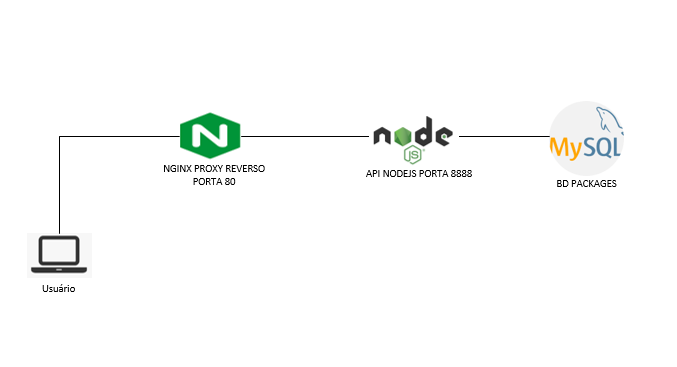 N
node
JS
MySQL
NGINX PROXY REVERSO
PORTA 80
API NODEJS PORTA 8888
BD PACKAGES
Usuário